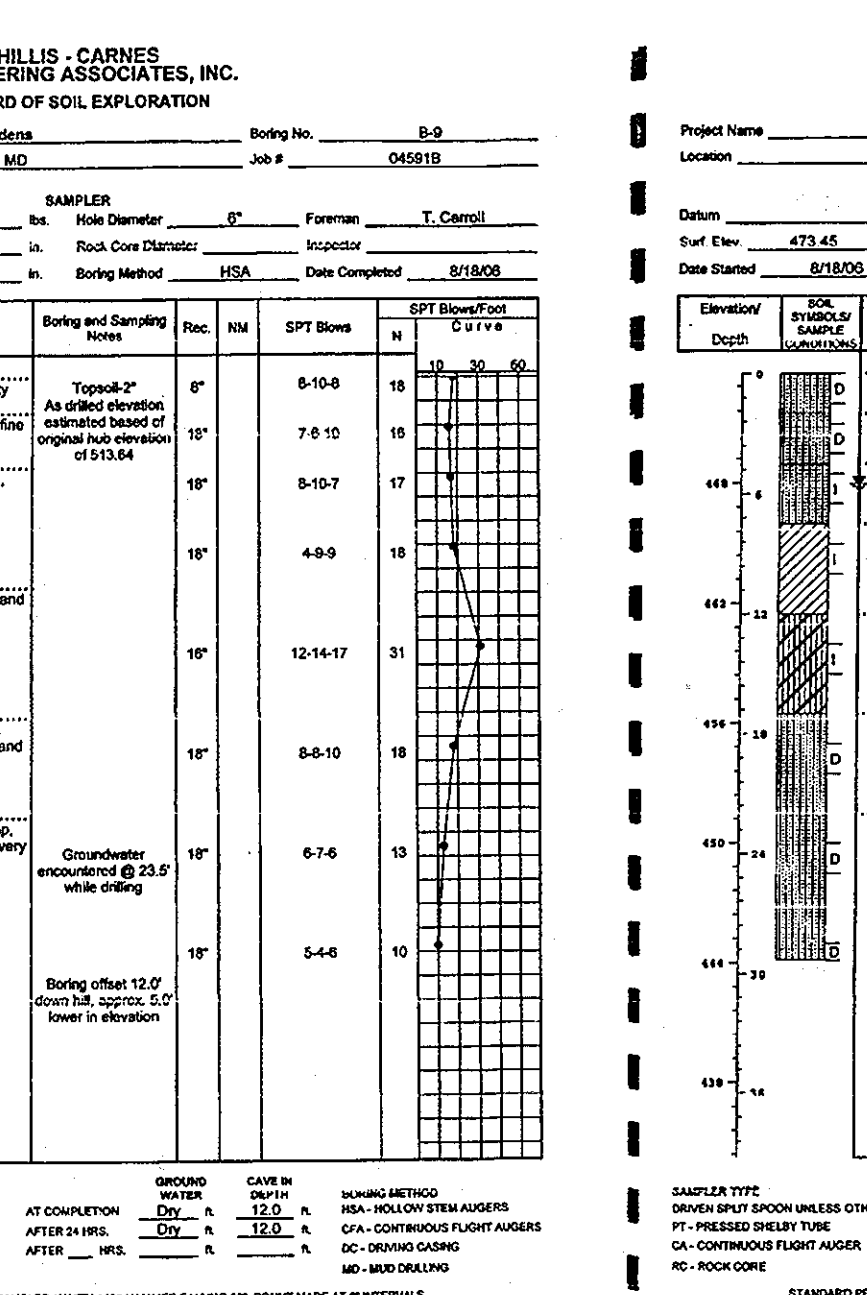 HILLIS - CARNES
ERING ASSOCIATES, INC.
RD OF SOIL EXPLORATION
dens Boring No. B-9
MD Job # 04591B
SAMPLER
lbs. Hole Diameter 6" Foreman T. Carroll
in. Rock Core Diameter Inspector
in. Boring Method HSA Date Completed 8/18/06
Boring and Sampling Notes Rec. NM SPT Blows SPT Blows/Foot
N Curve
10 30 60
ty Topsoil-2" 8" 8-10-8 18
As drilled elevation
fine estimated based of
original hub elevation 18" 7-6-10 16
of 513.64
18" 8-10-7 17
18" 4-9-9 18
and
16" 12-14-17 31
and 18" 8-8-10 18
p.
very Groundwater 18" 6-7-6 13
encountered @ 23.5'
while drilling
18" 5-4-6 10
Boring offset 12.0'
down hill, approx. 5.0'
lower in elevation
GROUND WATER CAVE IN DEPTH BORING METHOD
AT COMPLETION Dry ft. 12.0 ft. HSA - HOLLOW STEM AUGERS
AFTER 24 HRS. Dry ft. 12.0 ft. CFA - CONTINUOUS FLIGHT AUGERS
AFTER HRS. ft. ft. DC - DRIVING CASING
MD - MUD DRILLING
Project Name
Location
Datum
Surf. Elev. 473.45
Date Started 8/18/06
Elevation/ Depth SOIL SYMBOLS/ SAMPLE CONDITIONS
0 D
D
468 6 I
I
462 12
I
456 18
D
450 24 D
444 30 D
438 36
SAMPLER TYPE
DRIVEN SPLIT SPOON UNLESS OTH
PT - PRESSED SHELBY TUBE
CA - CONTINUOUS FLIGHT AUGER
RC - ROCK CORE
STANDARD PE